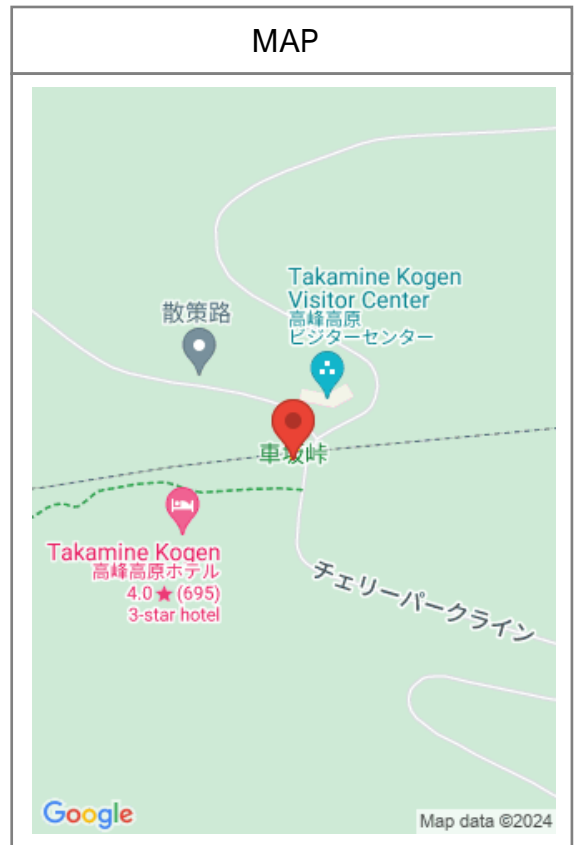 MAP
Takamine Kogen
Visitor Center
高峰高原
ビジターセンター
散策路
車坂峠
Takamine Kogen
高峰高原ホテル
4.0★(695)
3-star hotel
チェリーパークライン
Google
Map data ©2024